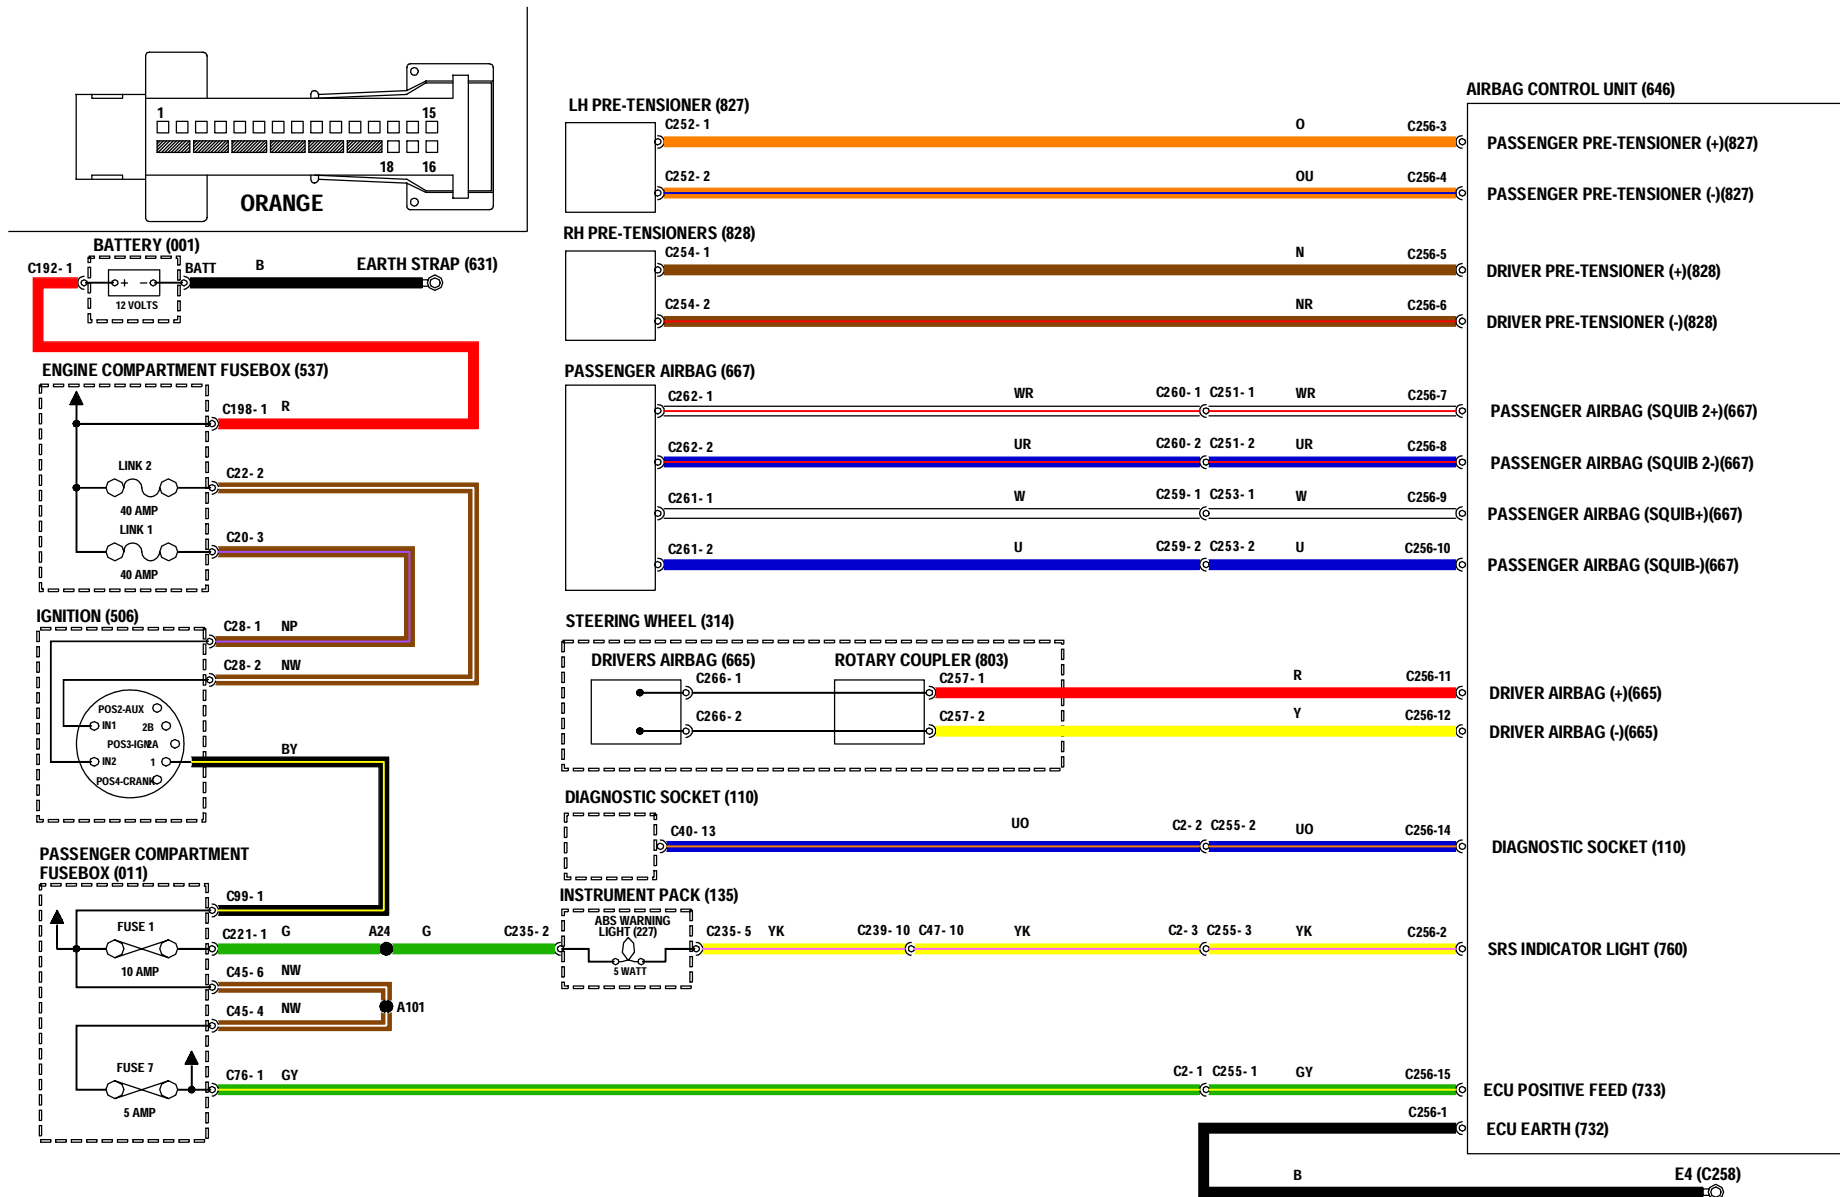 1
15
18
16
ORANGE
BATTERY (001)
C192- 1
BATT
B
EARTH STRAP (631)
+ -
12 VOLTS
ENGINE COMPARTMENT FUSEBOX (537)
C198- 1 R
LINK 2
C22- 2
40 AMP
LINK 1
C20- 3
40 AMP
IGNITION (506)
C28- 1 NP
C28- 2 NW
POS2-AUX
IN1
2B
POS3-IGN
2A
IN2
1
POS4-CRANK
BY
PASSENGER COMPARTMENT
FUSEBOX (011)
C99- 1
FUSE 1
C221- 1 G
A24
G
C235- 2
10 AMP
C45- 6 NW
A101
C45- 4 NW
FUSE 7
C76- 1 GY
5 AMP
LH PRE-TENSIONER (827)
C252- 1
O
C256-3
C252- 2
OU
C256-4
RH PRE-TENSIONERS (828)
C254- 1
N
C256-5
C254- 2
NR
C256-6
PASSENGER AIRBAG (667)
C262- 1
WR
C260- 1 C251- 1
WR
C256-7
C262- 2
UR
C260- 2 C251- 2
UR
C256-8
C261- 1
W
C259- 1 C253- 1
W
C256-9
C261- 2
U
C259- 2 C253- 2
U
C256-10
STEERING WHEEL (314)
DRIVERS AIRBAG (665)
ROTARY COUPLER (803)
C266- 1
C257- 1
R
C256-11
C266- 2
C257- 2
Y
C256-12
DIAGNOSTIC SOCKET (110)
C40- 13
UO
C2- 2 C255- 2
UO
C256-14
INSTRUMENT PACK (135)
ABS WARNING
LIGHT (227)
5 WATT
C235- 5 YK
C239- 10 C47- 10
YK
C2- 3 C255- 3
YK
C256-2
C2- 1 C255- 1
GY
C256-15
C256-1
B
E4 (C258)
AIRBAG CONTROL UNIT (646)
PASSENGER PRE-TENSIONER (+)(827)
PASSENGER PRE-TENSIONER (-)(827)
DRIVER PRE-TENSIONER (+)(828)
DRIVER PRE-TENSIONER (-)(828)
PASSENGER AIRBAG (SQUIB 2+)(667)
PASSENGER AIRBAG (SQUIB 2-)(667)
PASSENGER AIRBAG (SQUIB+)(667)
PASSENGER AIRBAG (SQUIB-)(667)
DRIVER AIRBAG (+)(665)
DRIVER AIRBAG (-)(665)
DIAGNOSTIC SOCKET (110)
SRS INDICATOR LIGHT (760)
ECU POSITIVE FEED (733)
ECU EARTH (732)